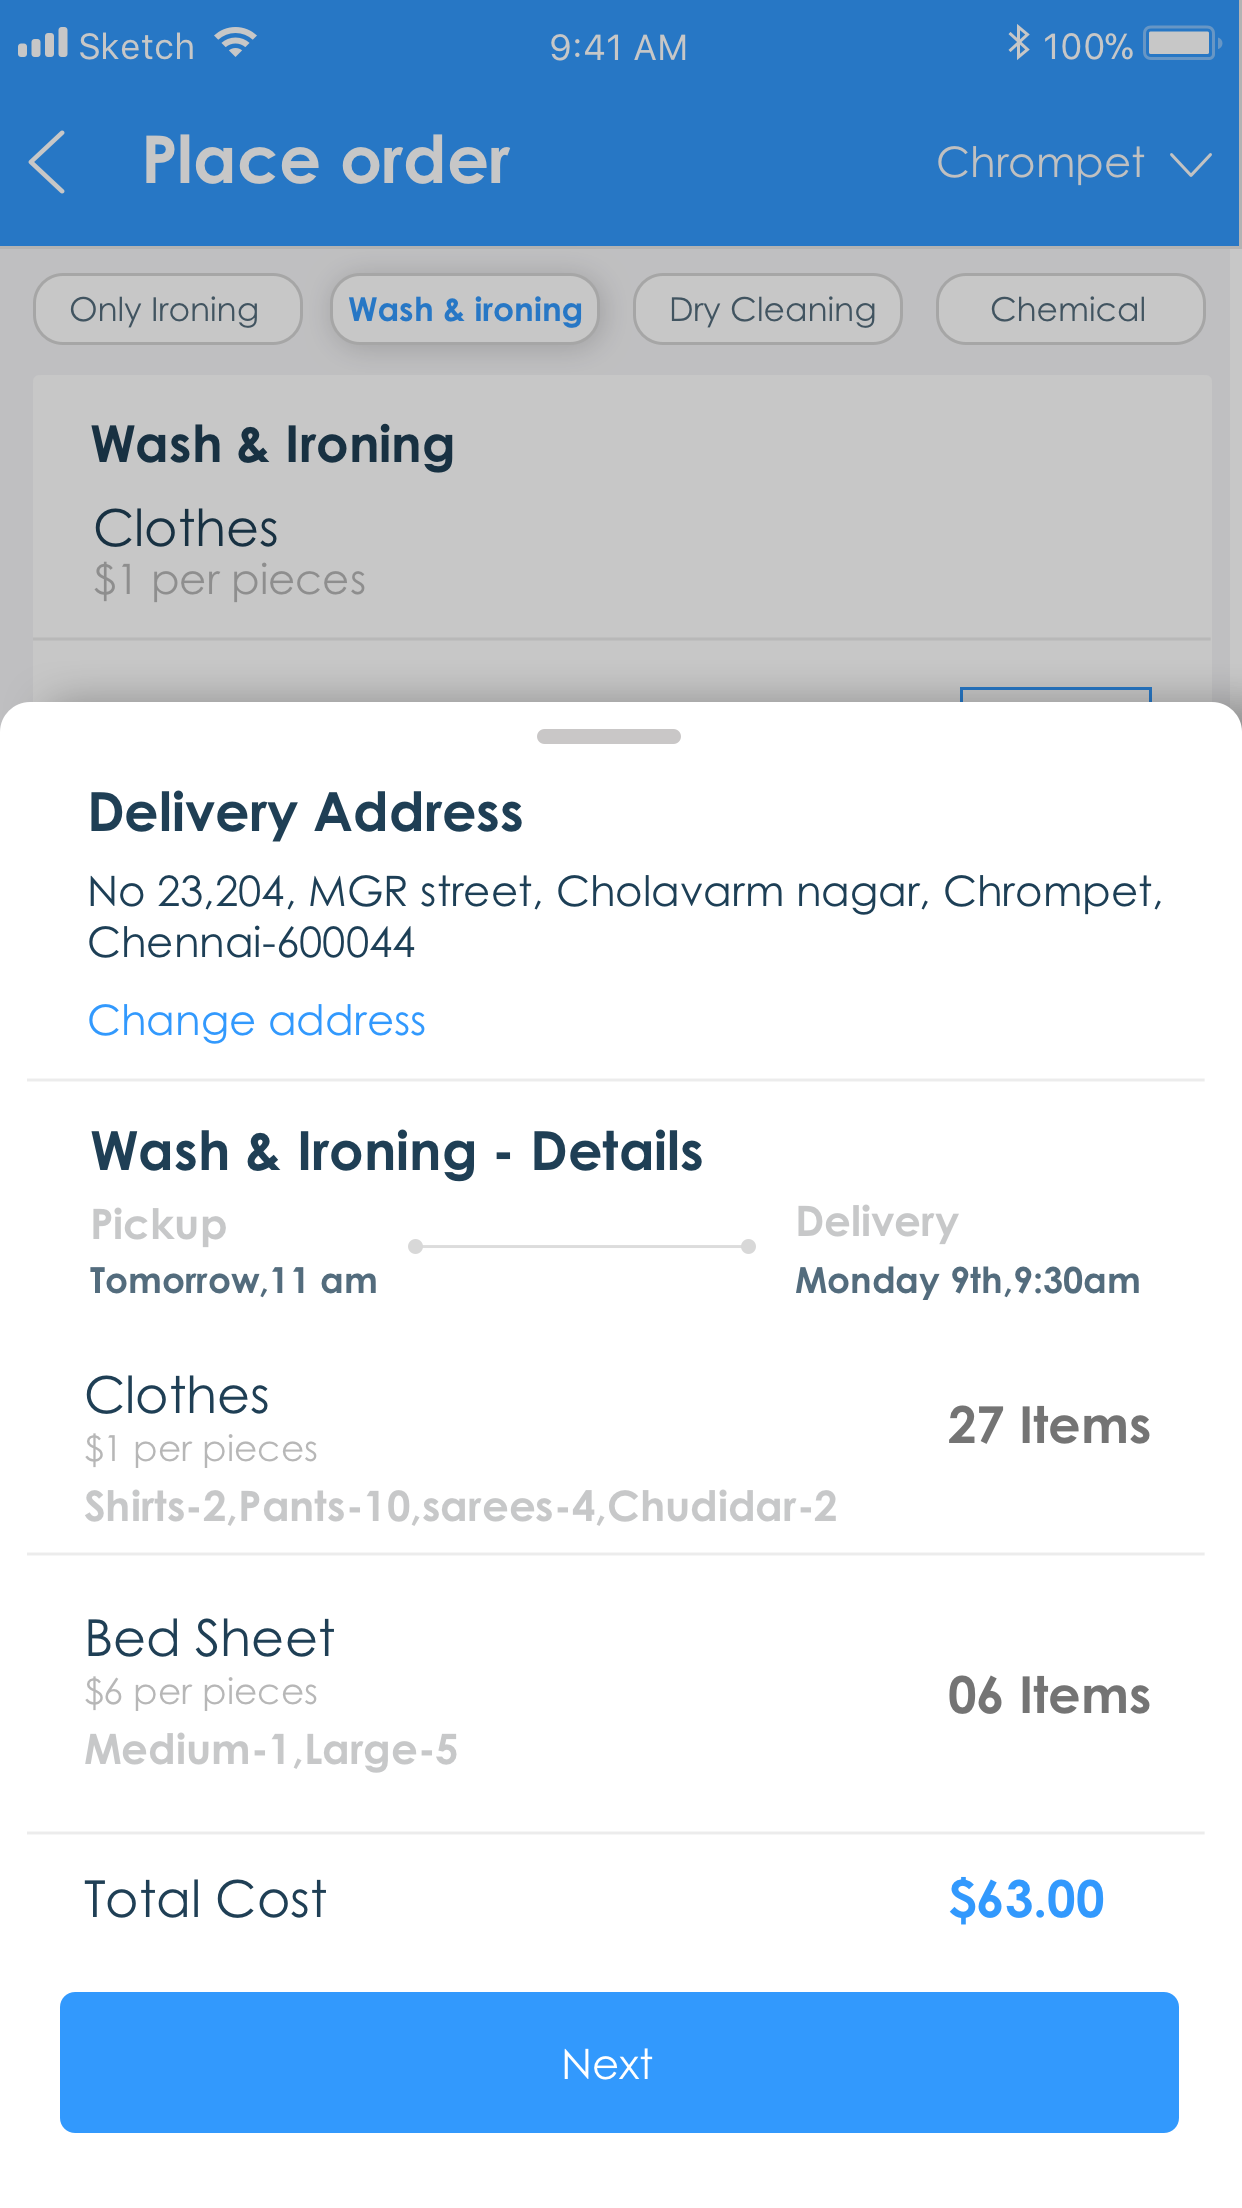 Sketch 9:41 AM 100%
Place order Chrompet
Only Ironing Wash & ironing Dry Cleaning Chemical
Wash & Ironing
Clothes
$1 per pieces
Delivery Address
No 23,204, MGR street, Cholavarm nagar, Chrompet,
Chennai-600044
Change address
Wash & Ironing - Details
Pickup Delivery
Tomorrow,11 am Monday 9th,9:30am
Clothes
$1 per pieces 27 Items
Shirts-2,Pants-10,sarees-4,Chudidar-2
Bed Sheet
$6 per pieces 06 Items
Medium-1,Large-5
Total Cost $63.00
Next